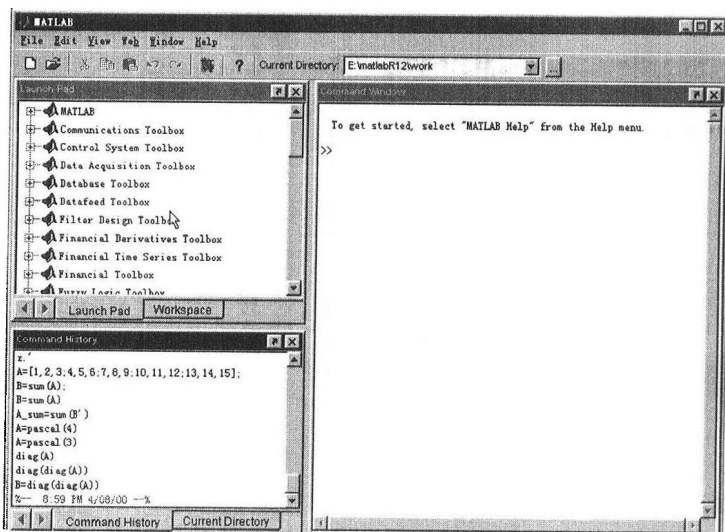 MATLAB
File Edit View Web Window Help
? Current Directory: E:\matlabR12\work ...
Launch Pad
MATLAB
Communications Toolbox
Control System Toolbox
Data Acquisition Toolbox
Database Toolbox
Datafeed Toolbox
Filter Design Toolbox
Financial Derivatives Toolbox
Financial Time Series Toolbox
Financial Toolbox
Fuzzy Logic Toolbox
Launch Pad Workspace
Command History
z.'
A=[1,2,3;4,5,6;7,8,9;10,11,12;13,14,15];
B=sum(A);
B=sum(A)
A_sum=sum(B')
A=pascal(4)
A=pascal(3)
diag(A)
diag(diag(A))
B=diag(diag(A))
%-- 8:59 PM 4/08/00 --%
Command History Current Directory
Command Window
To get started, select "MATLAB Help" from the Help menu.
>>